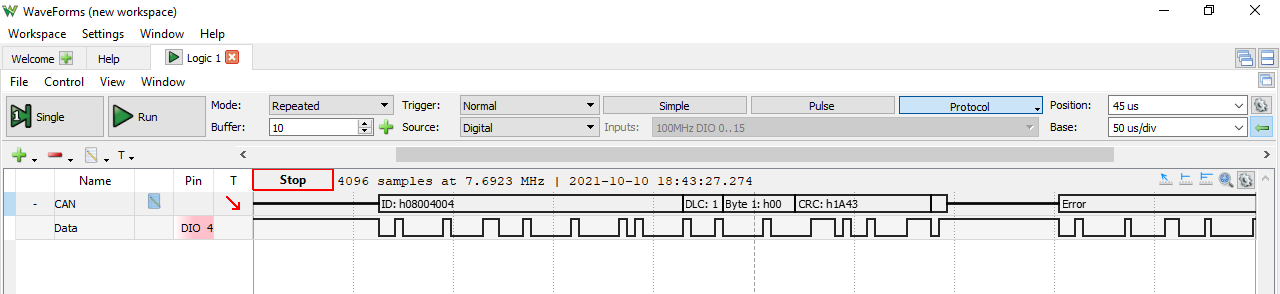 WaveForms (new workspace)
Workspace Settings Window Help
Welcome Help Logic 1
File Control View Window
Single Run Mode: Repeated Trigger: Normal Simple Pulse Protocol Position: 45 us
Buffer: 10 Source: Digital Inputs: 100MHz DIO 0..15 Base: 50 us/div
T
Name Pin T Stop 4096 samples at 7.6923 MHz | 2021-10-10 18:43:27.274
- CAN ID: h08004004 DLC: 1 Byte 1: h00 CRC: h1A43 Error
Data DIO 4